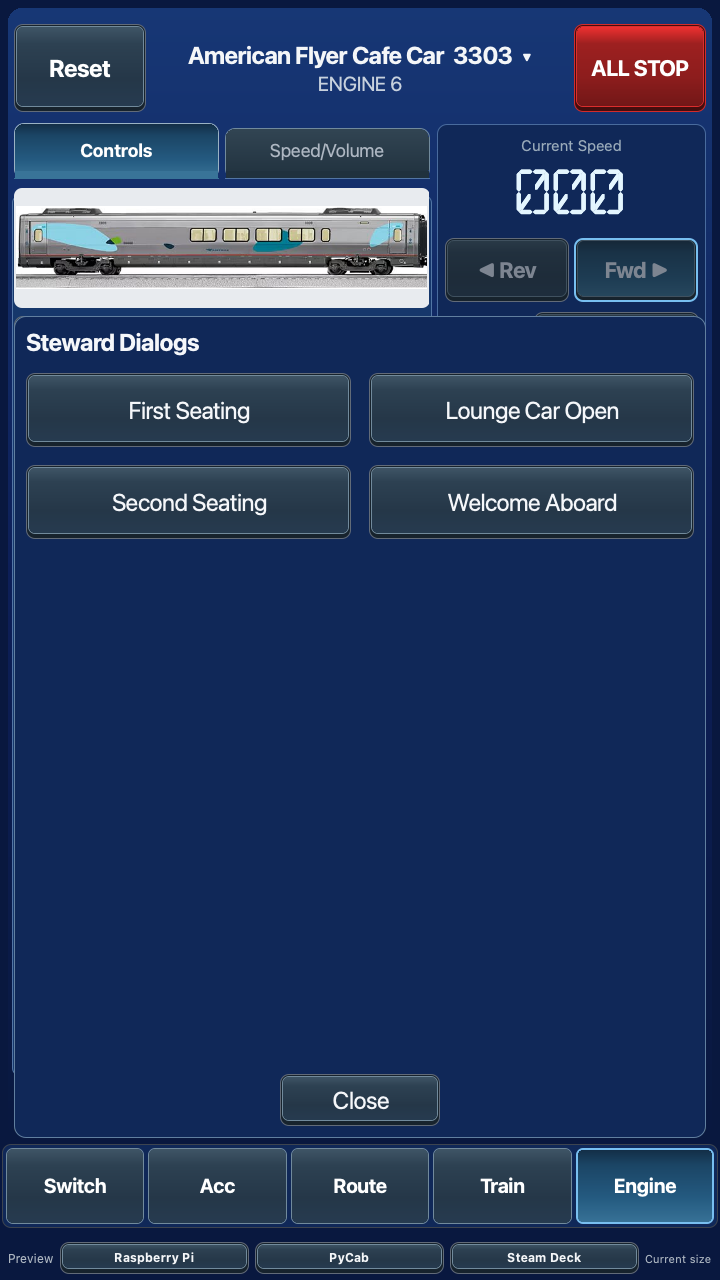 Reset
American Flyer Cafe Car 3303 ▼
ENGINE 6
ALL STOP
Controls
Speed/Volume
Current Speed
000
◀ Rev
Fwd ▶
Steward Dialogs
First Seating
Lounge Car Open
Second Seating
Welcome Aboard
Close
Switch
Acc
Route
Train
Engine
Preview
Raspberry Pi
PyCab
Steam Deck
Current size